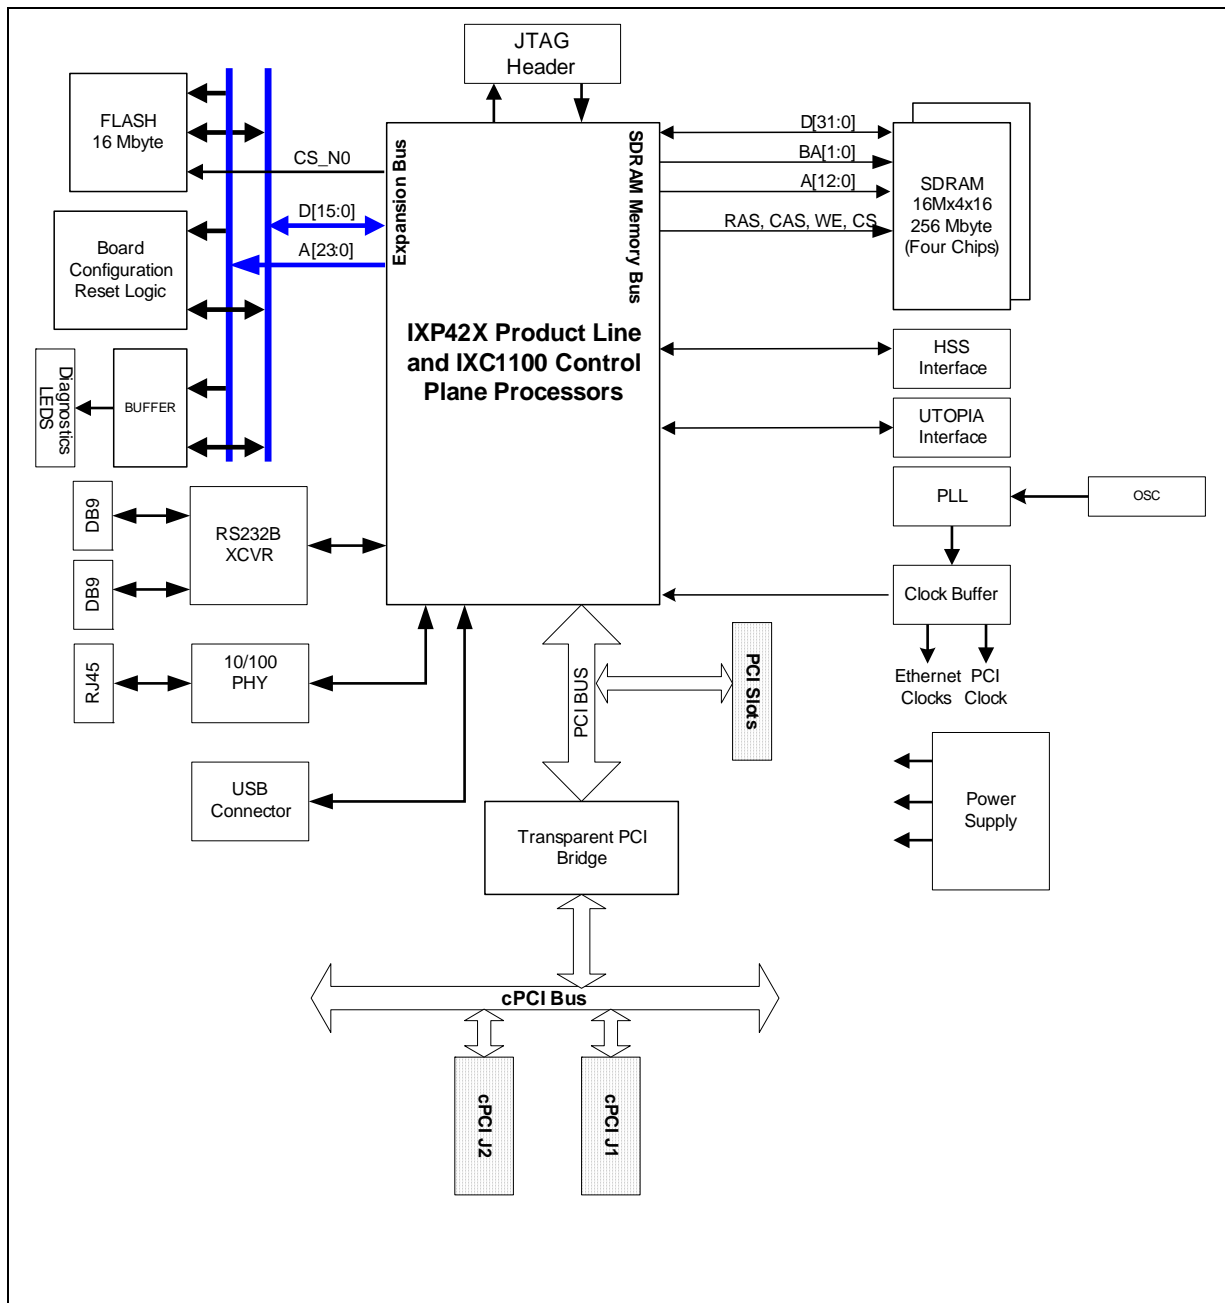 JTAG
Header
FLASH
16 Mbyte
CS_N0
D[15:0]
A[23:0]
Expansion Bus
SDRAM Memory Bus
D[31:0]
BA[1:0]
A[12:0]
RAS, CAS, WE, CS
SDRAM
16Mx4x16
256 Mbyte
(Four Chips)
Board
Configuration
Reset Logic
IXP42X Product Line
and IXC1100 Control
Plane Processors
HSS
Interface
Diagnostics
LEDS
BUFFER
UTOPIA
Interface
PLL
OSC
DB9
DB9
RS232B
XCVR
Clock Buffer
Ethernet
Clocks
PCI
Clock
RJ45
10/100
PHY
PCI BUS
PCI Slots
USB
Connector
Power
Supply
Transparent PCI
Bridge
cPCI Bus
cPCI J2
cPCI J1